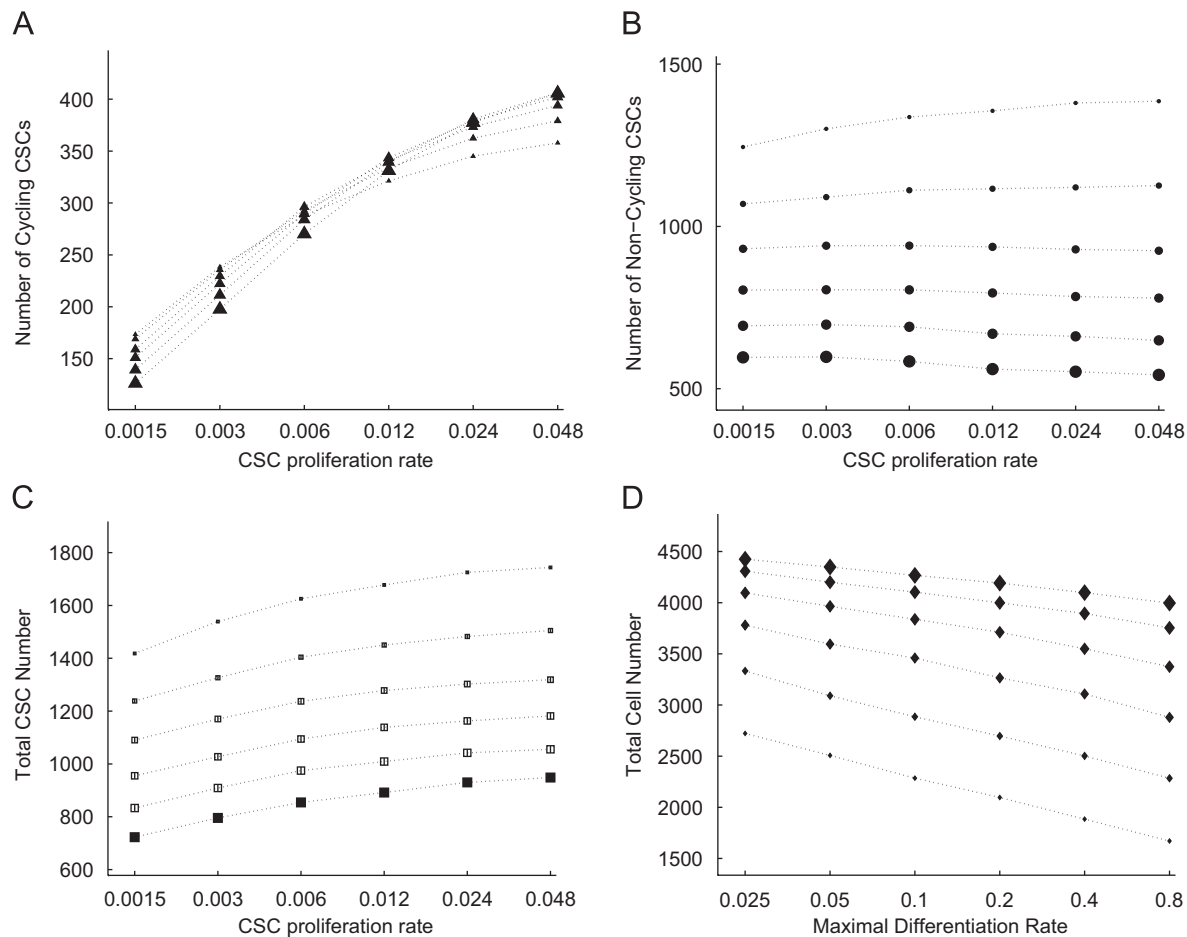 A
Number of Cycling CSCs
400
350
300
250
200
150
0.0015 0.003 0.006 0.012 0.024 0.048
CSC proliferation rate
B
Number of Non−Cycling CSCs
1500
1000
500
0.0015 0.003 0.006 0.012 0.024 0.048
CSC proliferation rate
C
Total CSC Number
1800
1600
1400
1200
1000
800
600
0.0015 0.003 0.006 0.012 0.024 0.048
CSC proliferation rate
D
Total Cell Number
4500
4000
3500
3000
2500
2000
1500
0.025 0.05 0.1 0.2 0.4 0.8
Maximal Differentiation Rate